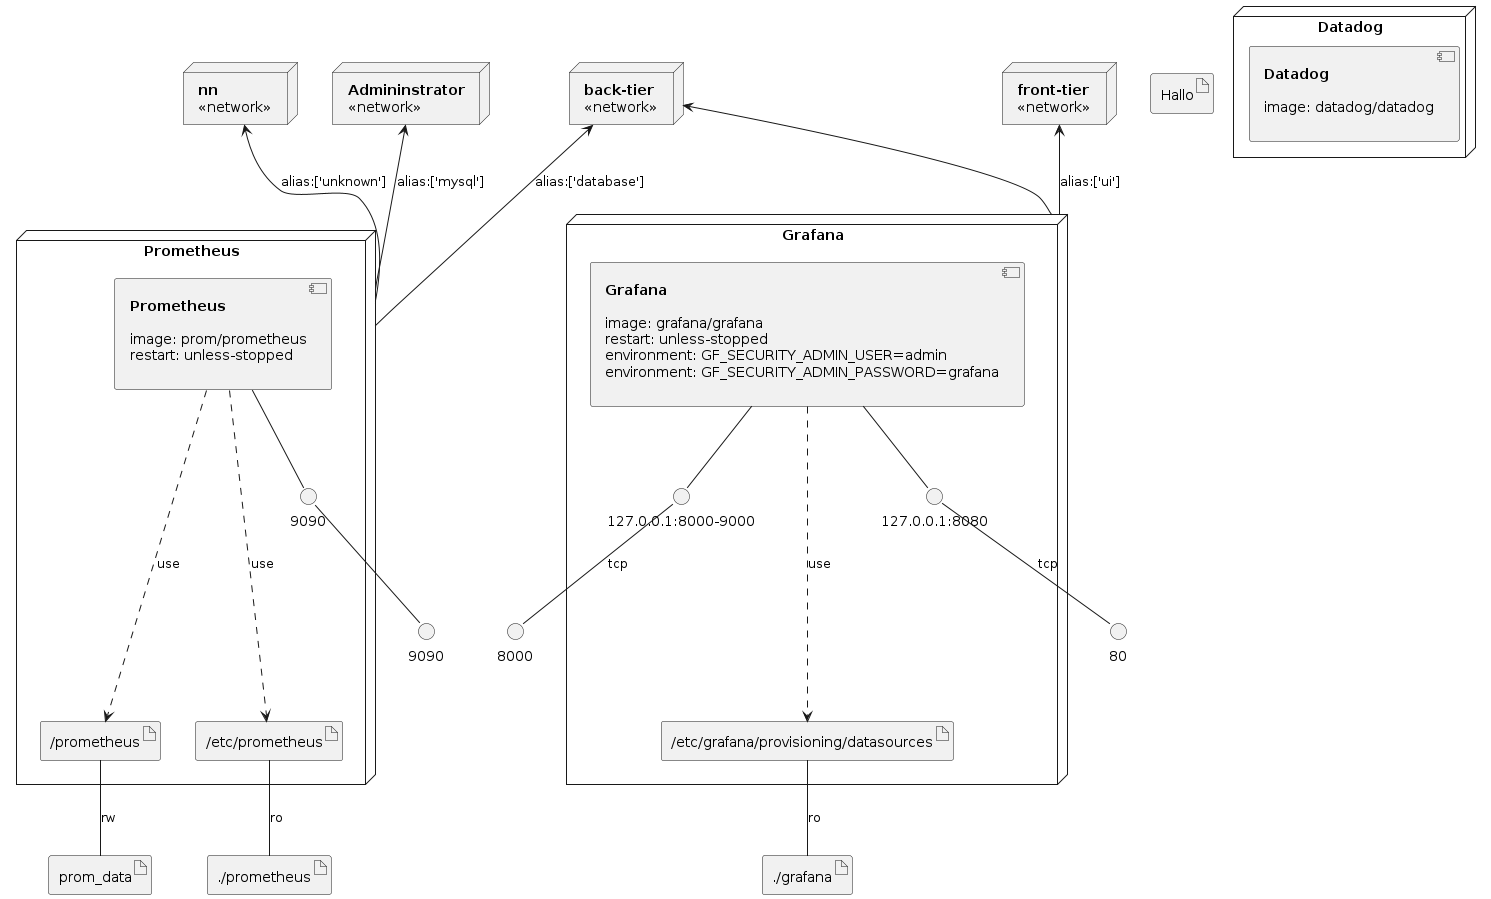 Datadog
Datadog
image: datadog/datadog
nn
«network»
Admininstrator
«network»
back-tier
«network»
front-tier
«network»
Hallo
alias:['unknown']
alias:['mysql']
alias:['database']
alias:['ui']
Prometheus
Prometheus
image: prom/prometheus
restart: unless-stopped
Grafana
Grafana
image: grafana/grafana
restart: unless-stopped
environment: GF_SECURITY_ADMIN_USER=admin
environment: GF_SECURITY_ADMIN_PASSWORD=grafana
9090
127.0.0.1:8000-9000
127.0.0.1:8080
use
use
tcp
use
tcp
9090
8000
80
/prometheus
/etc/prometheus
/etc/grafana/provisioning/datasources
rw
ro
ro
prom_data
./prometheus
./grafana